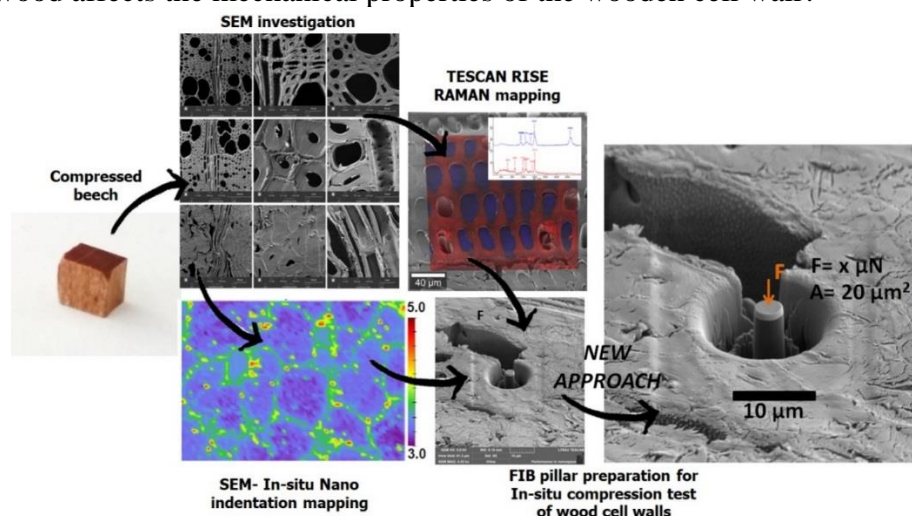 wood affects the mechanical properties of the wooden cell wall?
SEM investigation
TESCAN RISE
RAMAN mapping
Compressed
beech
40 µm
5.0
3.0
F
NEW
APPROACH
F= x µN
A= 20 µm²
F
10 µm
SEM- In-situ Nano
indentation mapping
FIB pillar preparation for
In-situ compression test
of wood cell walls